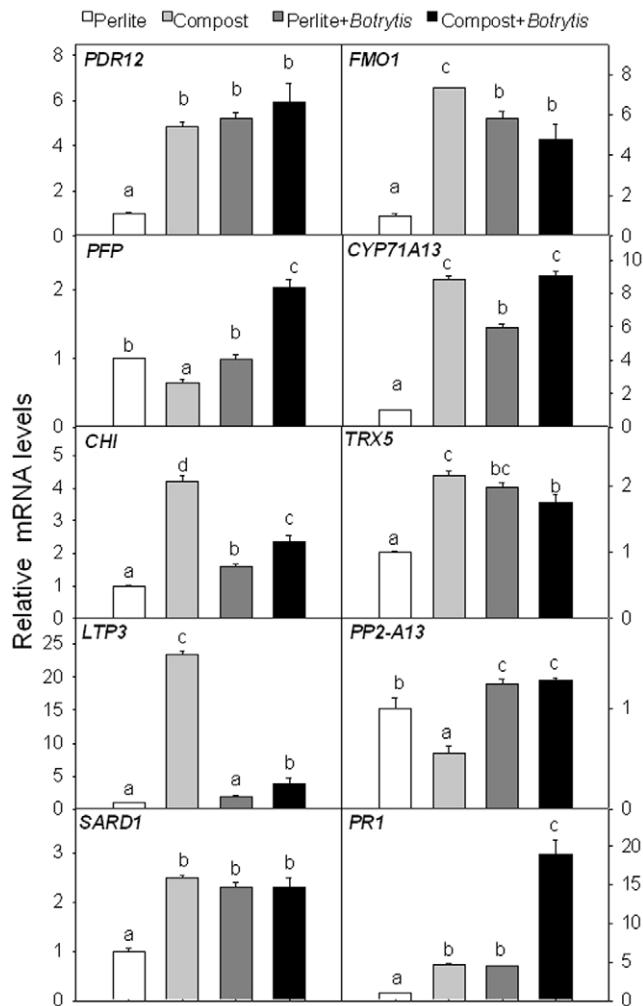 Perlite Compost Perlite+Botrytis Compost+Botrytis
PDR12 FMO1
8 6 4 2 0
a b b b
a c b b
8 6 4 2 0
PFP CYP71A13
2 1 0
b a b c
a c b c
10 8 6 4 2 0
CHI TRX5
5 4 3 2 1 0
a d b c
a c bc b
2 1 0
LTP3 PP2-A13
25 20 15 10 5 0
a c a b
b a c c
1 0
SARD1 PR1
3 2 1 0
a b b b
a b b c
20 15 10 5 0
Relative mRNA levels